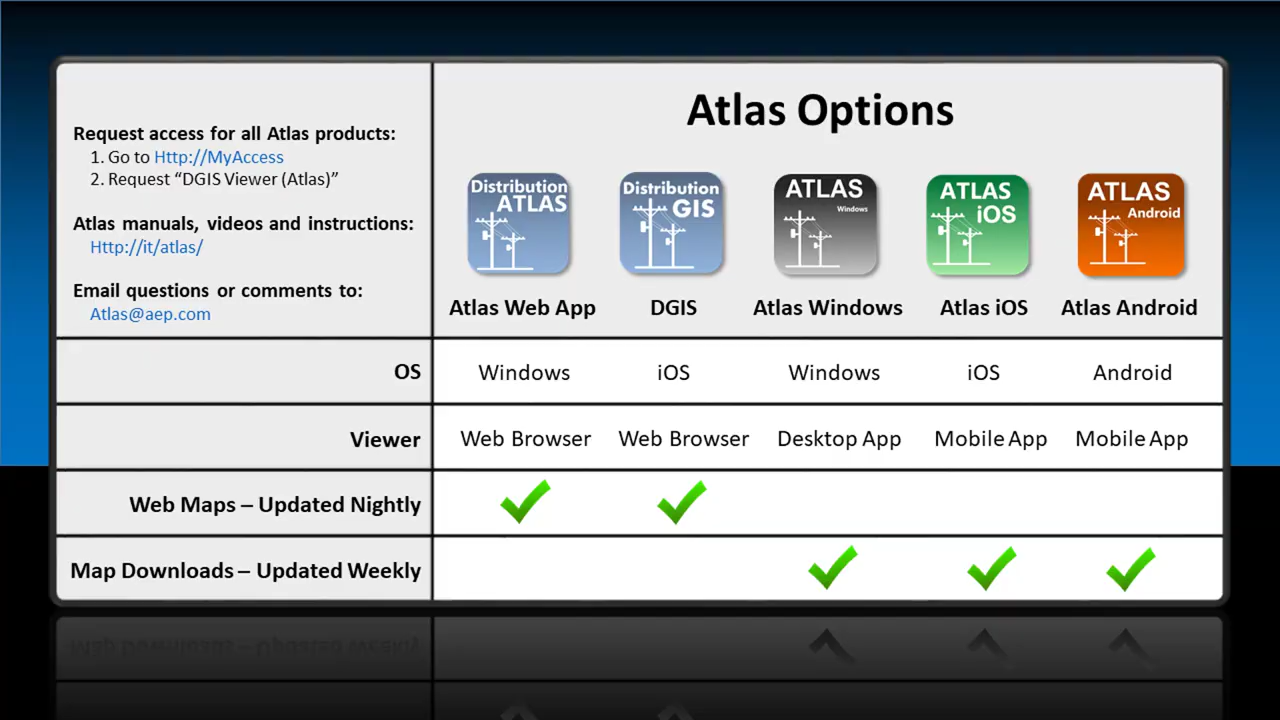 Request access for all Atlas products:
1. Go to Http://MyAccess
2. Request “DGIS Viewer (Atlas)”
Atlas manuals, videos and instructions:
Http://it/atlas/
Email questions or comments to:
Atlas@aep.com
Atlas Options
Distribution ATLAS
Distribution GIS
ATLAS Windows
ATLAS iOS
ATLAS Android
Atlas Web App DGIS Atlas Windows Atlas iOS Atlas Android
OS Windows iOS Windows iOS Android
Viewer Web Browser Web Browser Desktop App Mobile App Mobile App
Web Maps – Updated Nightly
Map Downloads – Updated Weekly